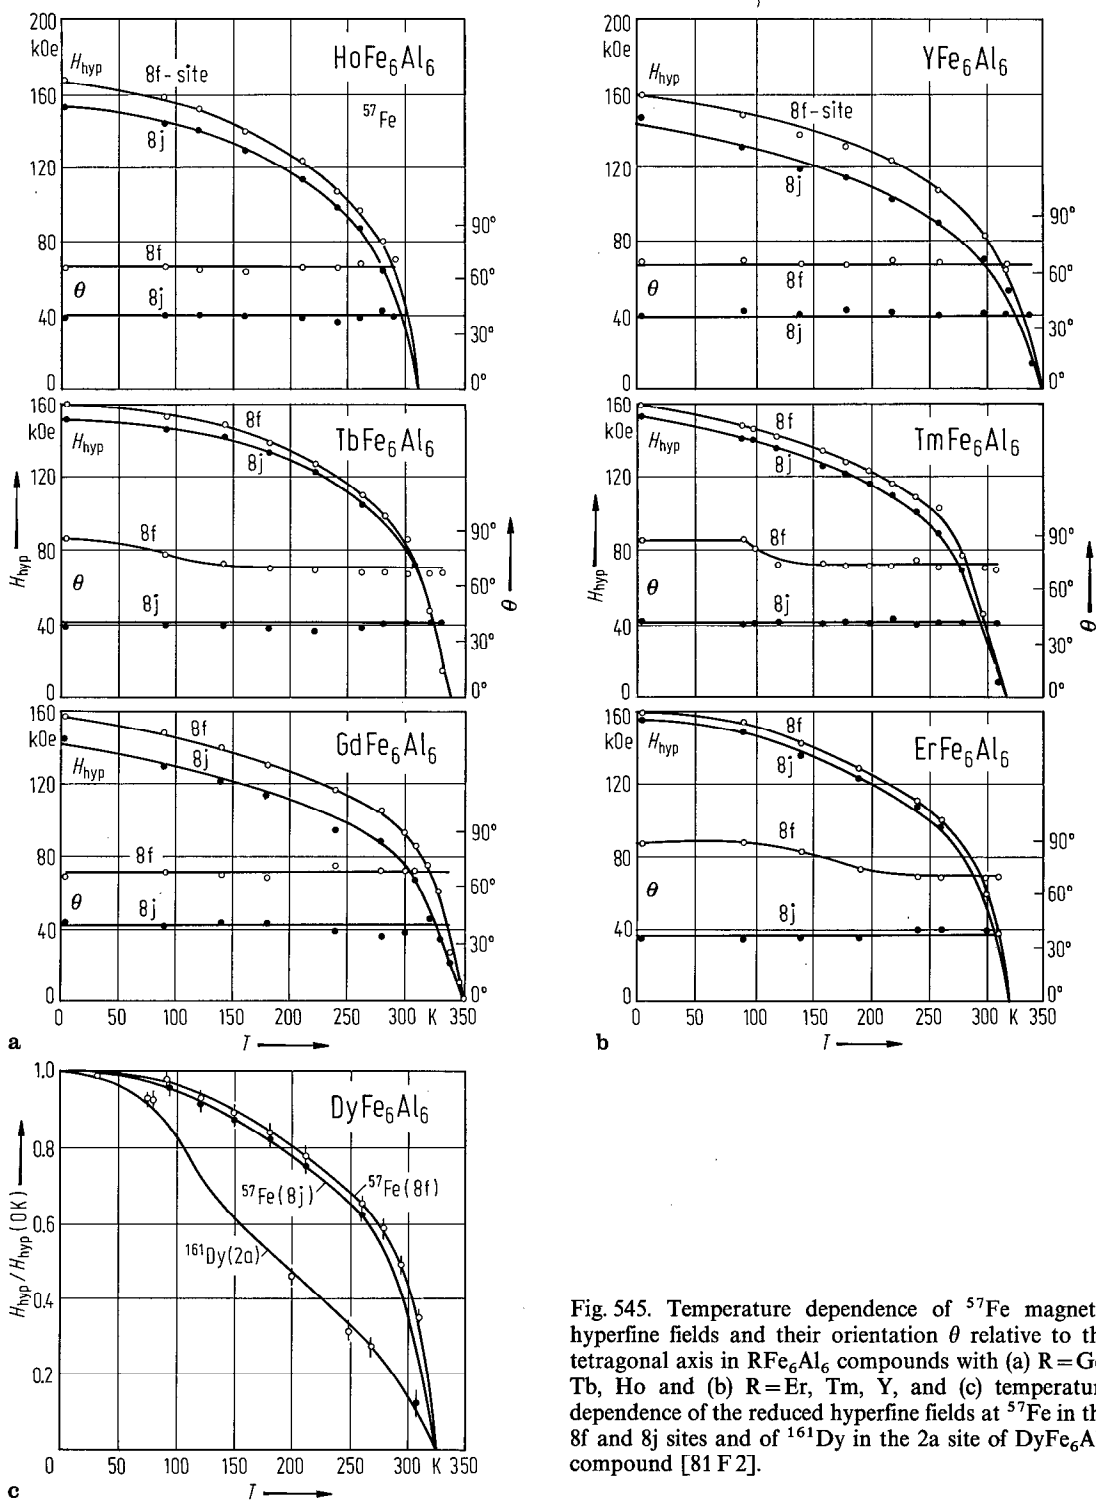 200
kOe
160
120
80
40
0
HoFe₆Al₆
H_hyp
8f-site
⁵⁷Fe
8j
8f
θ
8j
90°
60°
30°
0°
160
kOe
120
80
40
0
TbFe₆Al₆
8f
H_hyp
8j
8f
θ
8j
90°
60°
30°
0°
H_hyp
θ
160
kOe
120
80
40
0
GdFe₆Al₆
8f
8j
H_hyp
8f
θ
8j
90°
60°
30°
0°
0 50 100 150 200 250 300 K 350
T
a
200
kOe
160
120
80
40
0
YFe₆Al₆
H_hyp
8f-site
8j
8f
θ
8j
90°
60°
30°
0°
160
kOe
120
80
40
0
TmFe₆Al₆
8f
H_hyp
8j
8f
θ
8j
90°
60°
30°
0°
H_hyp
θ
160
kOe
120
80
40
0
ErFe₆Al₆
8f
H_hyp
8j
8f
θ
8j
90°
60°
30°
0°
0 50 100 150 200 250 300 K 350
T
b
1.0
0.8
0.6
0.4
0.2
0
H_hyp/H_hyp(0K)
DyFe₆Al₆
⁵⁷Fe(8j)
⁵⁷Fe(8f)
¹⁶¹Dy(2a)
0 50 100 150 200 250 300 K 350
T
c
Fig. 545. Temperature dependence of ⁵⁷Fe magnet
hyperfine fields and their orientation θ relative to th
tetragonal axis in RFe₆Al₆ compounds with (a) R=G
Tb, Ho and (b) R=Er, Tm, Y, and (c) temperatur
dependence of the reduced hyperfine fields at ⁵⁷Fe in th
8f and 8j sites and of ¹⁶¹Dy in the 2a site of DyFe₆A
compound [81 F 2].